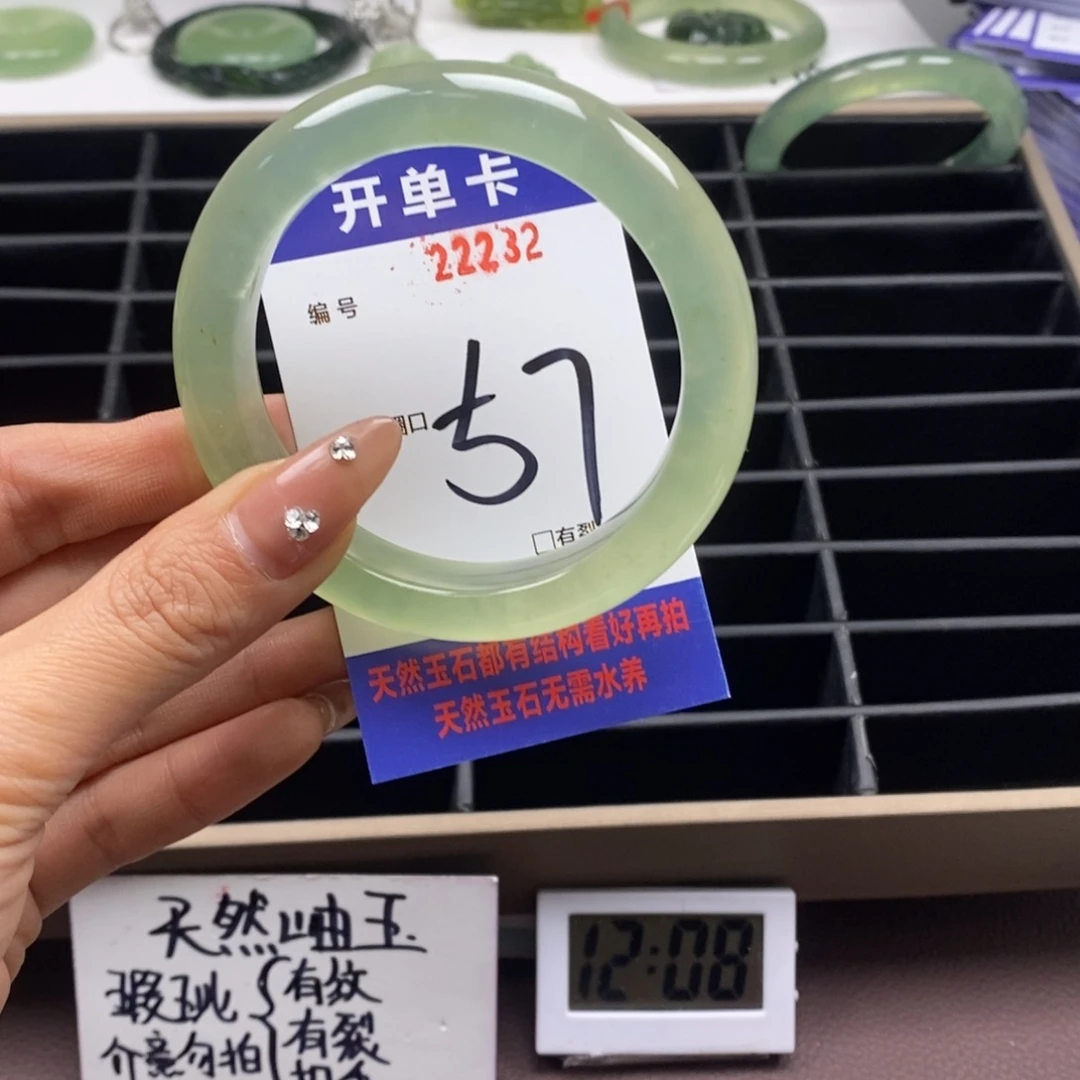 开单卡
22232
编号
圈口 57
□有裂
天然玉石都有结构看好再拍
天然玉石无需水养
天然岫玉
瑕玼 有纹
介意勿拍 有裂
12:08